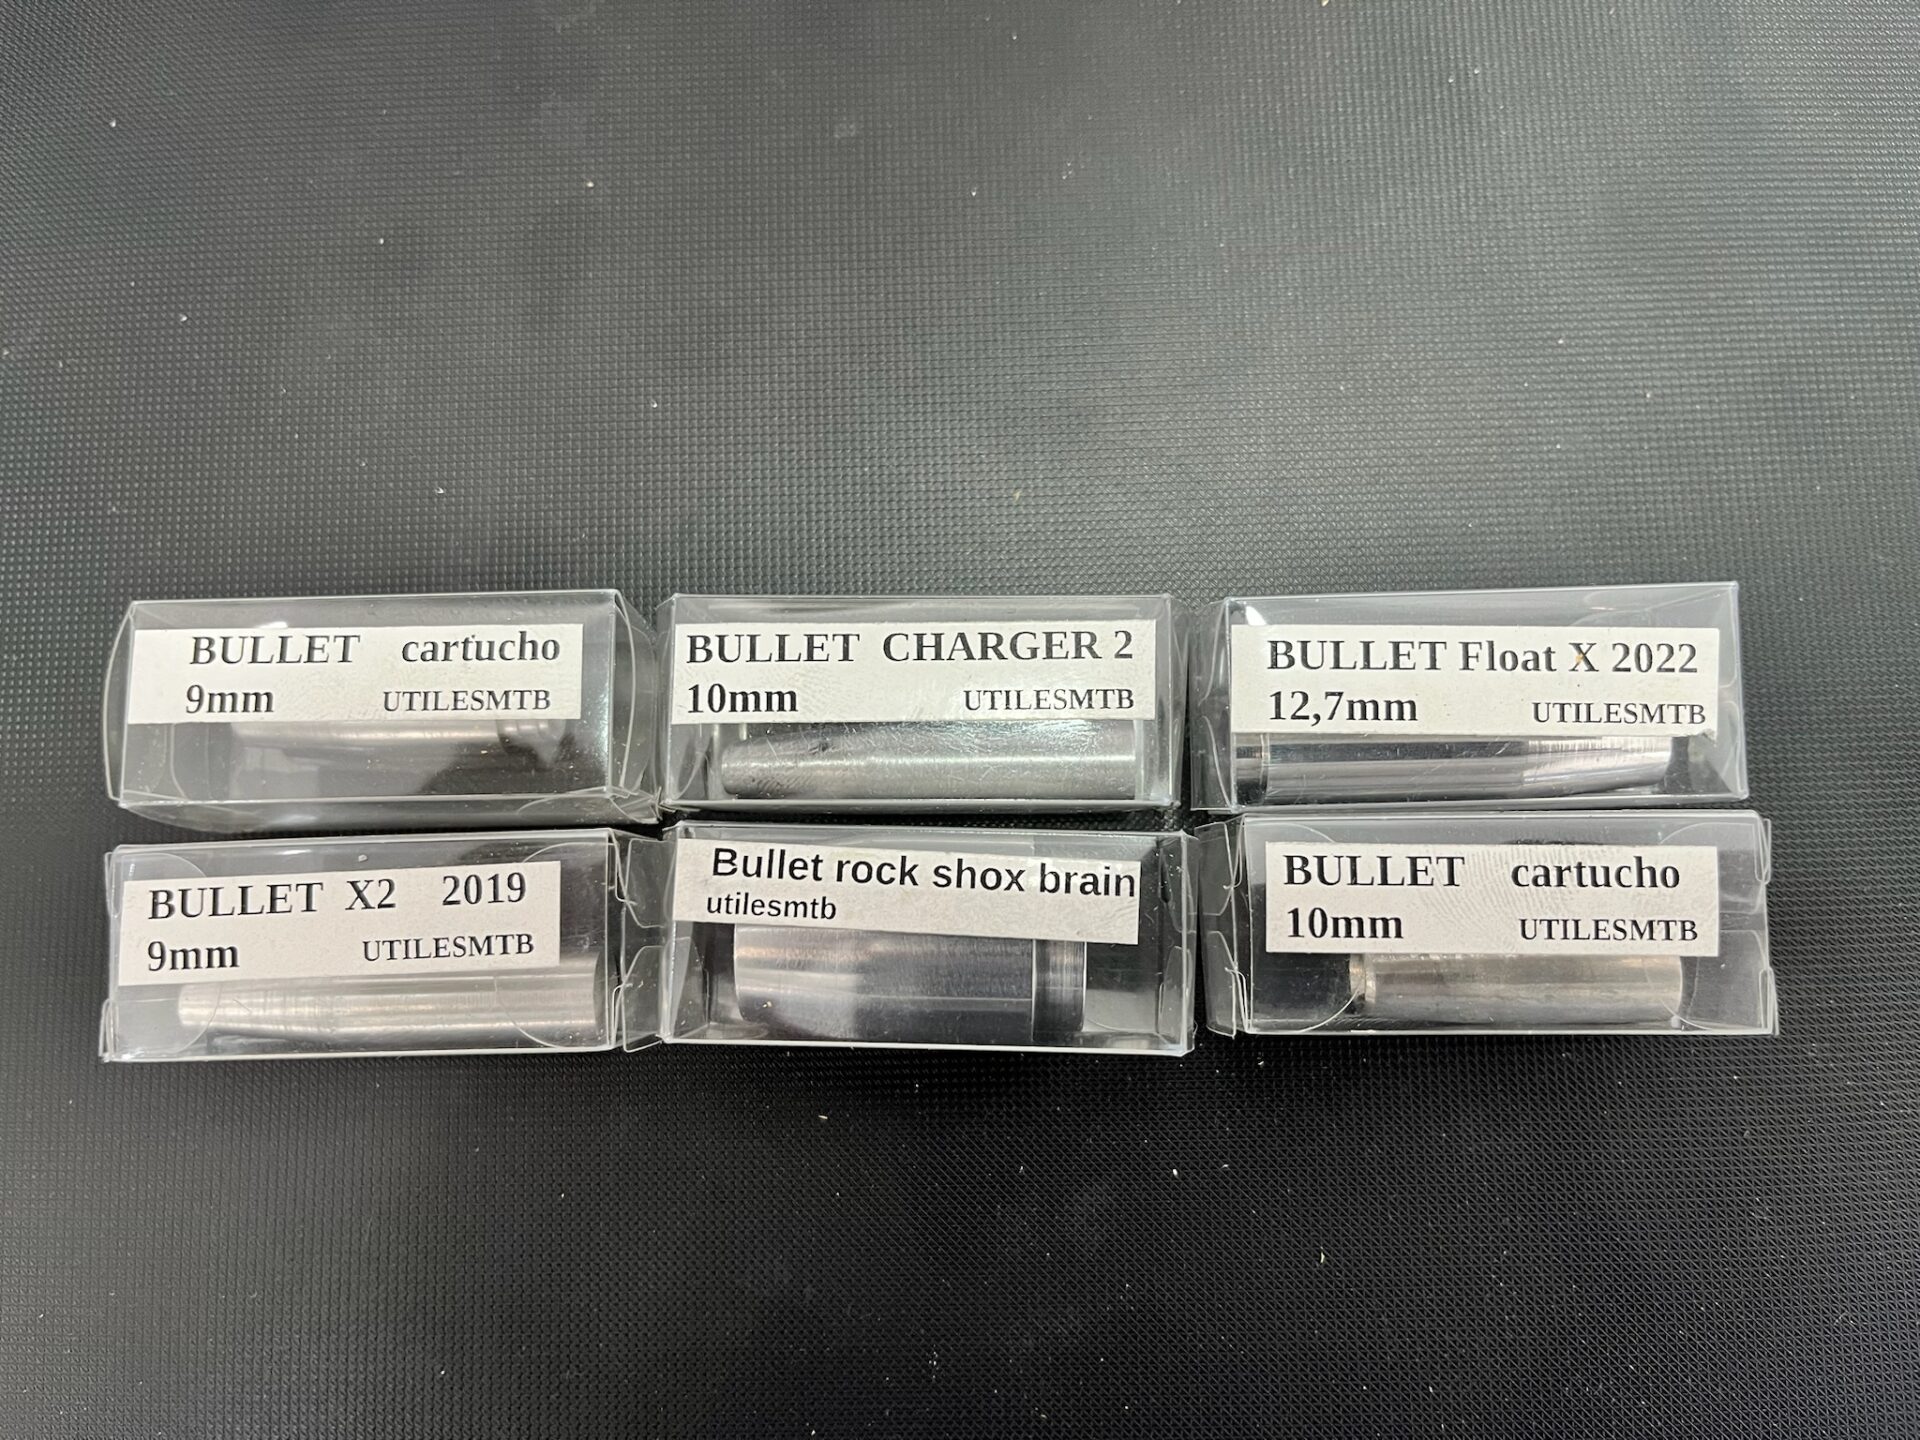 BULLET cartucho
9mm UTILESMTB
BULLET CHARGER 2
10mm UTILESMTB
BULLET Float X 2022
12,7mm UTILESMTB
BULLET X2 2019
9mm UTILESMTB
Bullet rock shox brain
utilesmtb
BULLET cartucho
10mm UTILESMTB